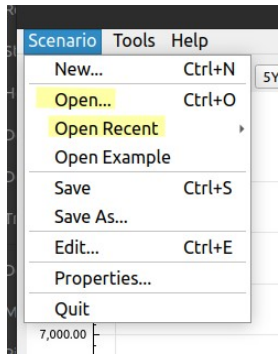 Scenario Tools Help
New... Ctrl+N
5Y
Open... Ctrl+O
Open Recent
Open Example
Save Ctrl+S
Save As...
Edit... Ctrl+E
Properties...
Quit
7,000.00